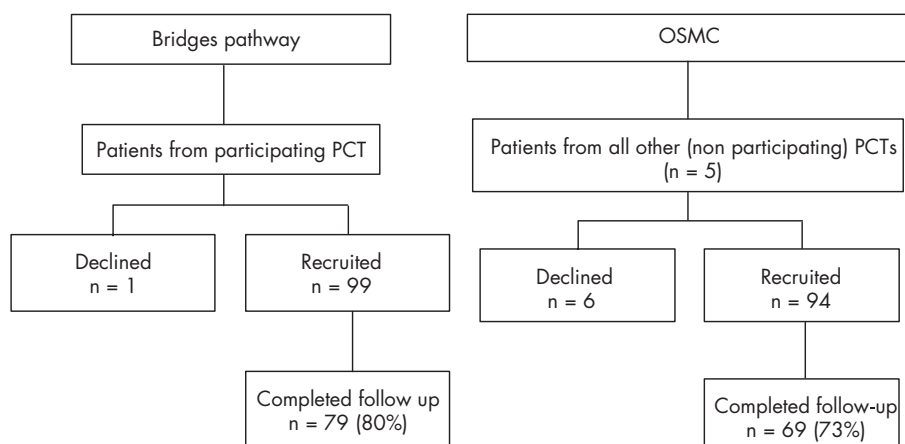 Bridges pathway
Patients from participating PCT
Declined
n = 1
Recruited
n = 99
Completed follow up
n = 79 (80%)
OSMC
Patients from all other (non participating) PCTs
(n = 5)
Declined
n = 6
Recruited
n = 94
Completed follow-up
n = 69 (73%)